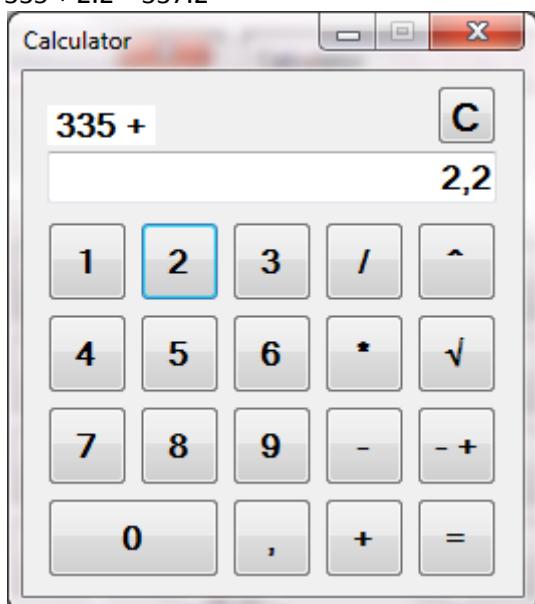 335 + 2.2 = 337.2
Calculator
335 +
C
2,2
1 2 3 / ^
4 5 6 * √
7 8 9 - - +
0 , + =